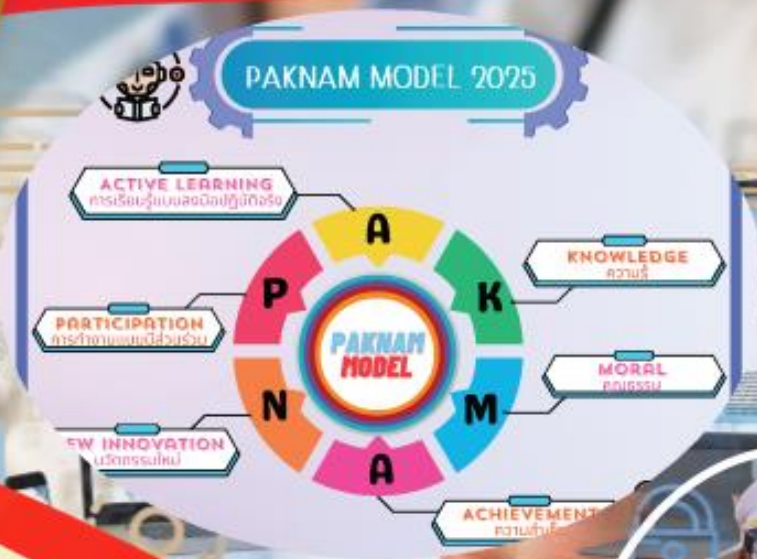 PAKNAM MODEL 2025
ACTIVE LEARNING
การเรียนรู้แบบลงมือปฏิบัติจริง
A
KNOWLEDGE
ความรู้
P
K
PARTICIPATION
การทำงานแบบมีส่วนร่วม
PAKNAM
MODEL
MORAL
คุณธรรม
N
M
EW INNOVATION
นวัตกรรมใหม่
A
ACHIEVEMENT